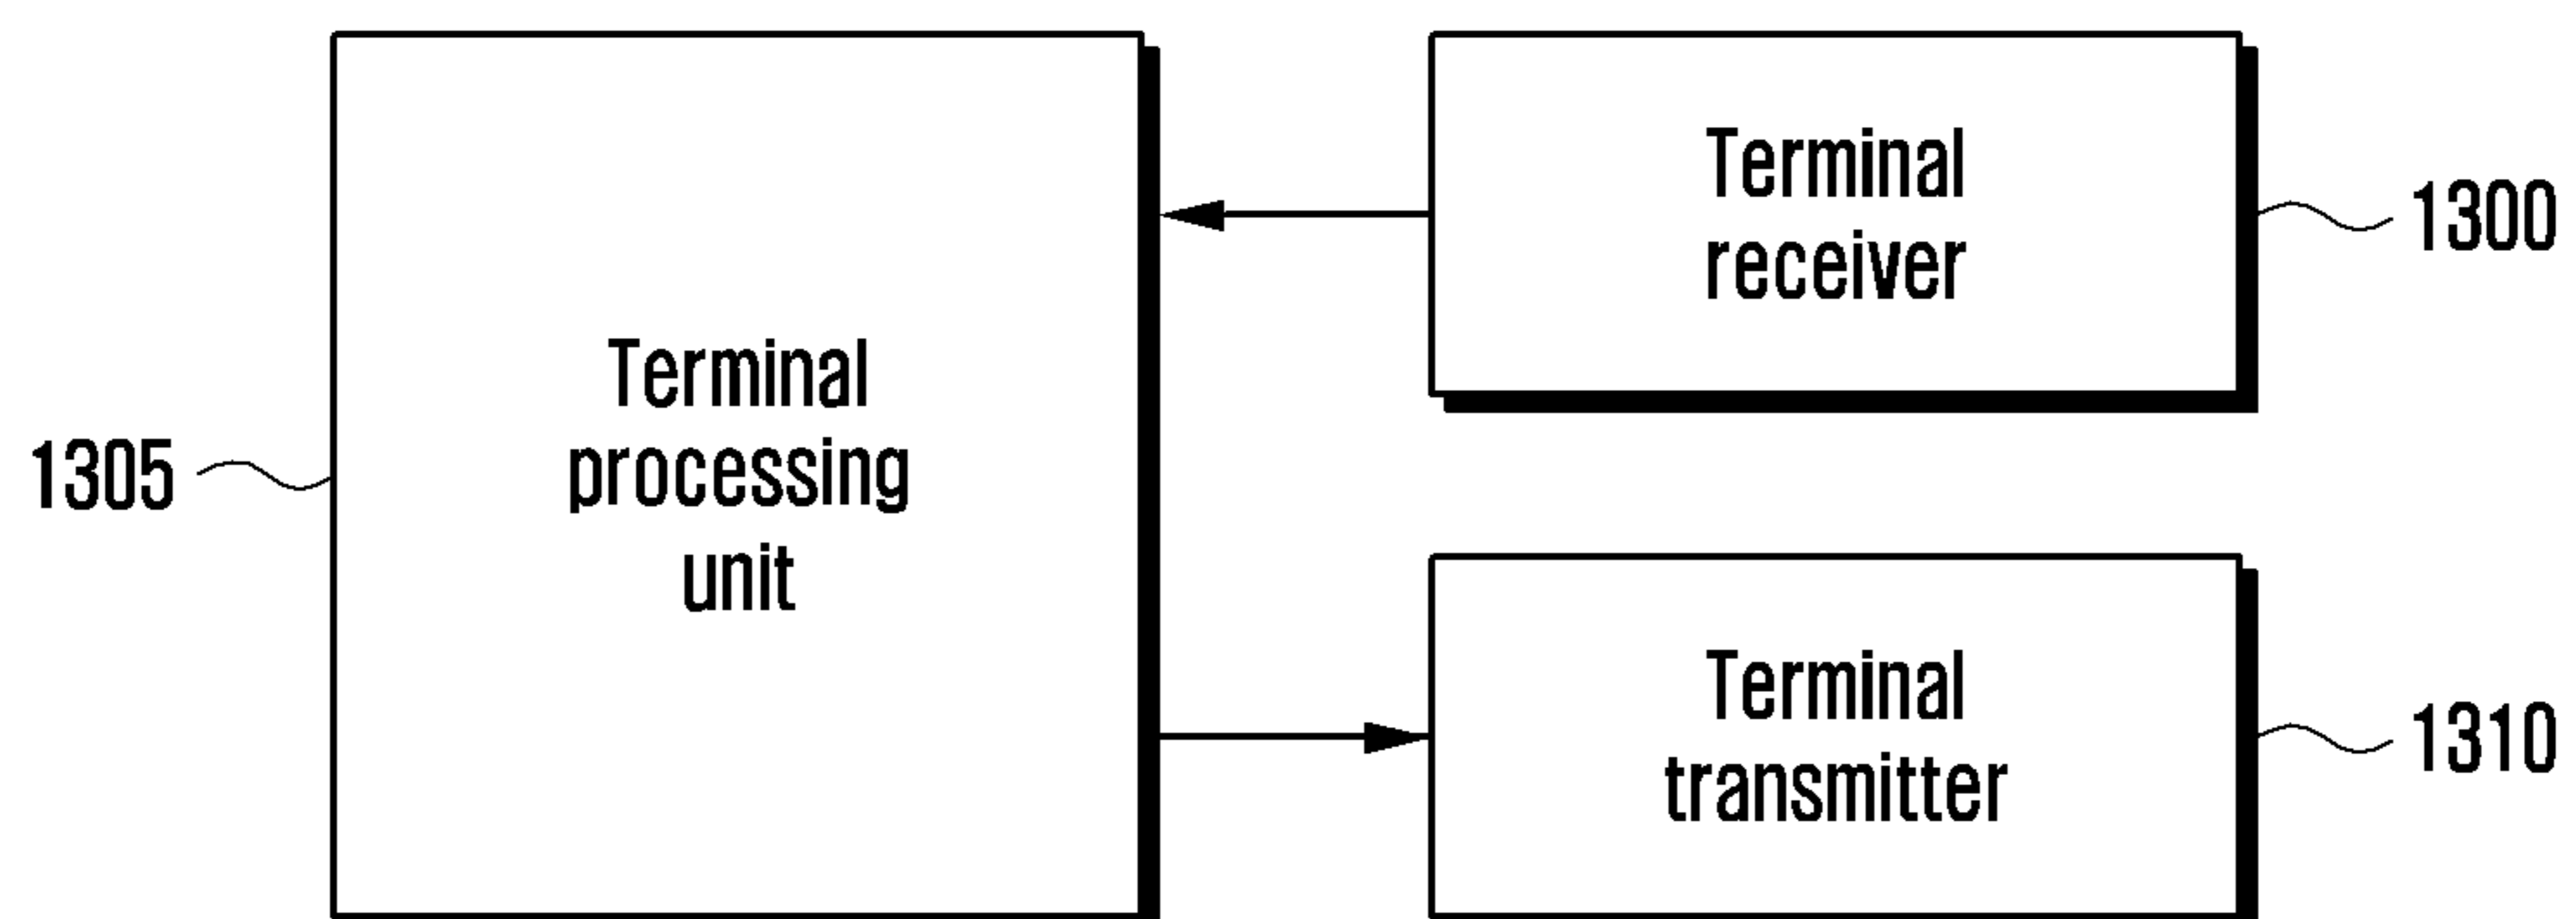 Terminal
receiver
1300
Terminal
processing
unit
1305
Terminal
transmitter
1310